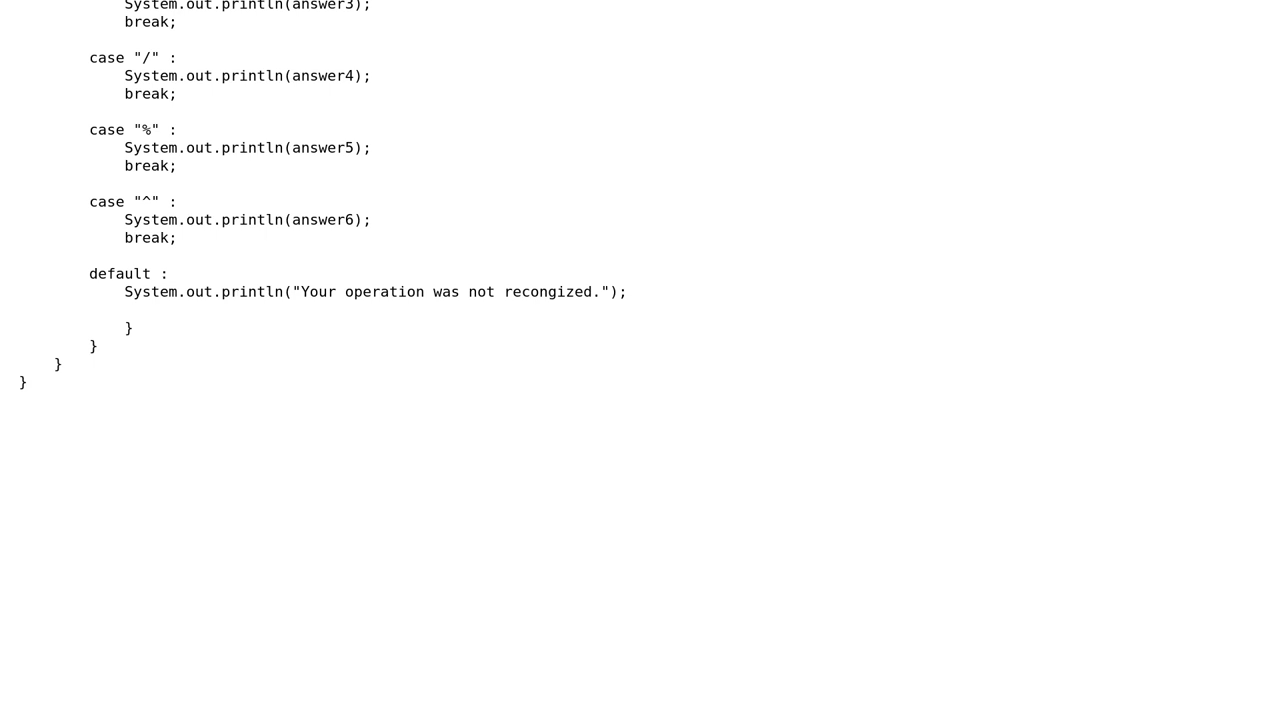 System.out.println(answer3);
            break;

        case "/" :
            System.out.println(answer4);
            break;

        case "%" :
            System.out.println(answer5);
            break;

        case "^" :
            System.out.println(answer6);
            break;

        default :
            System.out.println("Your operation was not recongized.");

            }
        }
    }
}